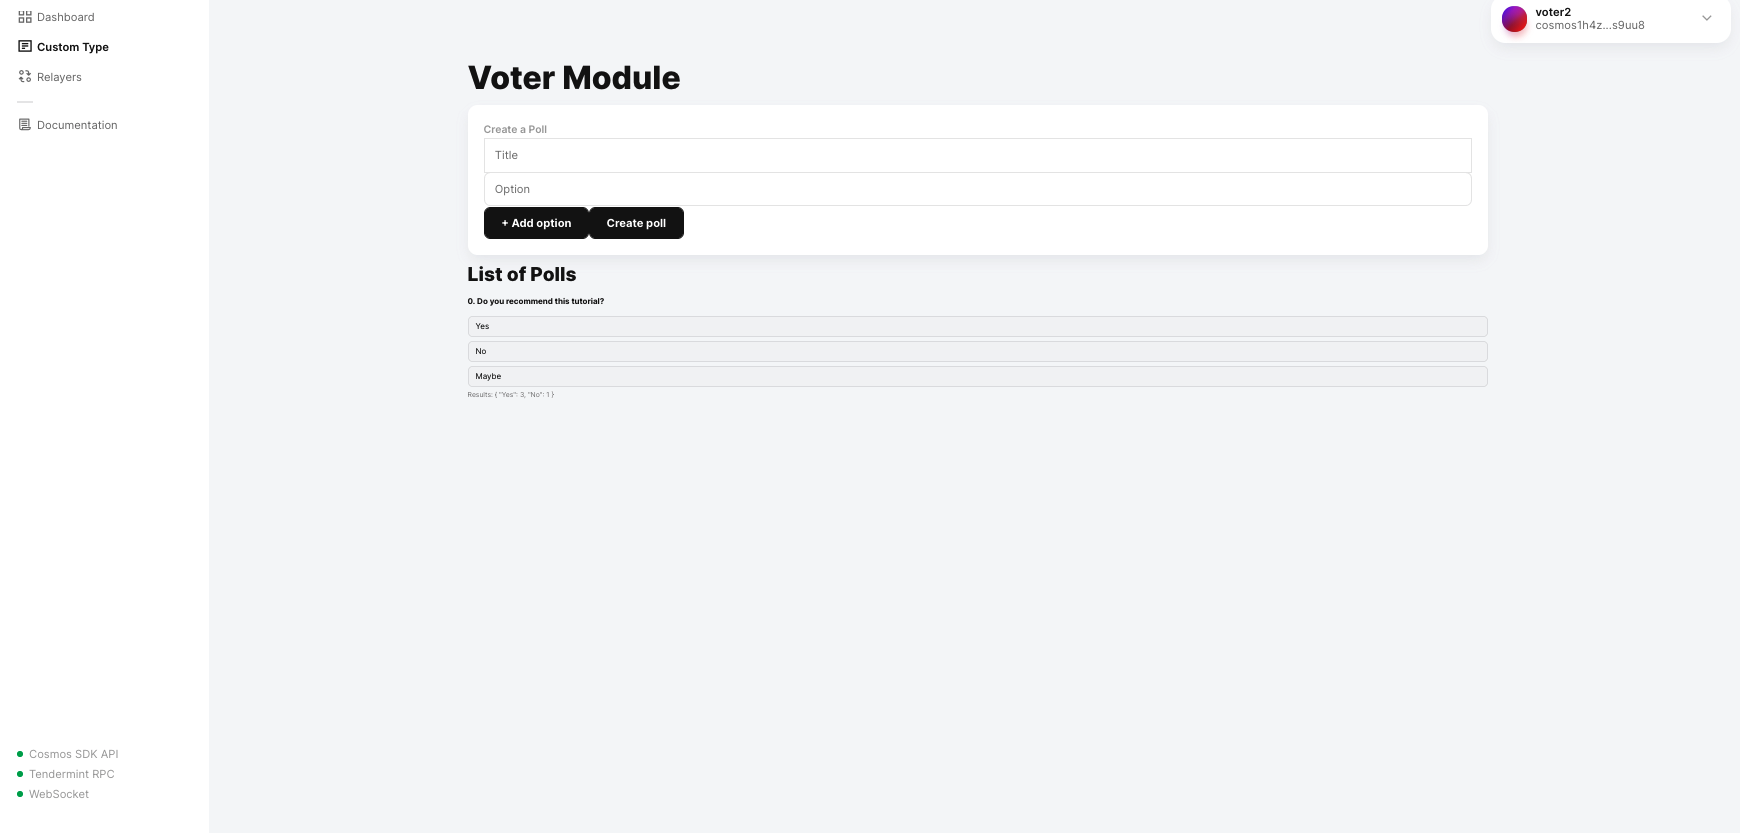 Dashboard
Custom Type
Relayers
Documentation
voter2
cosmos1h4z...s9uu8
Voter Module
Create a Poll
Title
Option
+ Add option
Create poll
List of Polls
0. Do you recommend this tutorial?
Yes
No
Maybe
Results: { "Yes": 3, "No": 1 }
Cosmos SDK API
Tendermint RPC
WebSocket